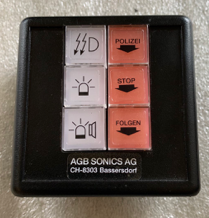 POLIZEI
STOP
FOLGEN
AGB SONICS AG
CH-8303 Bassersdorf